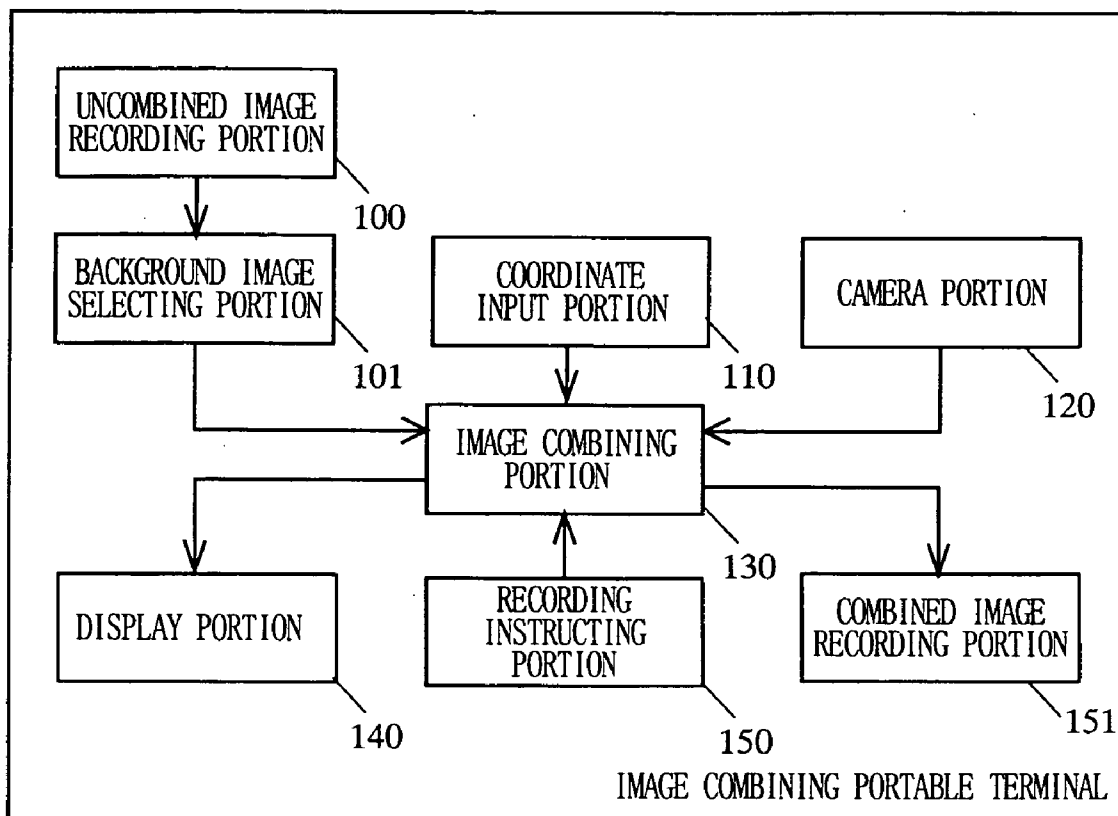 UNCOMBINED IMAGE
RECORDING PORTION
100
BACKGROUND IMAGE
SELECTING PORTION
101
COORDINATE
INPUT PORTION
110
CAMERA PORTION
120
IMAGE COMBINING
PORTION
130
DISPLAY PORTION
140
RECORDING
INSTRUCTING
PORTION
150
COMBINED IMAGE
RECORDING PORTION
151
IMAGE COMBINING PORTABLE TERMINAL